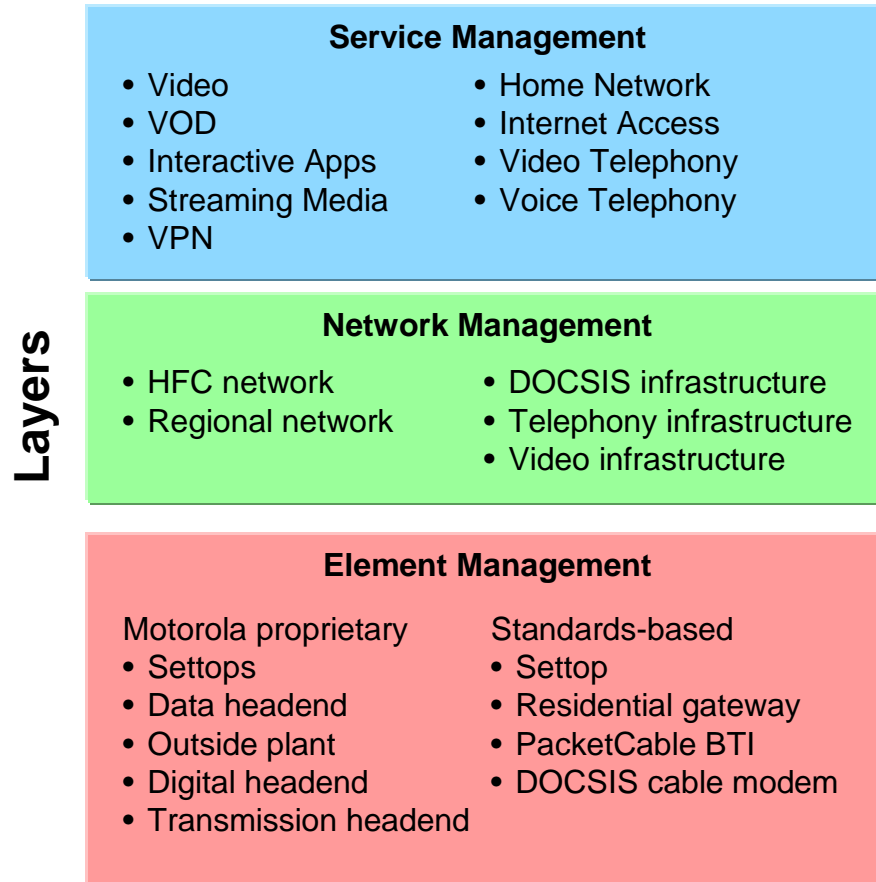 Layers
Service Management
• Video
• VOD
• Interactive Apps
• Streaming Media
• VPN
• Home Network
• Internet Access
• Video Telephony
• Voice Telephony
Network Management
• HFC network
• Regional network
• DOCSIS infrastructure
• Telephony infrastructure
• Video infrastructure
Element Management
Motorola proprietary
• Settops
• Data headend
• Outside plant
• Digital headend
• Transmission headend
Standards-based
• Settop
• Residential gateway
• PacketCable BTI
• DOCSIS cable modem